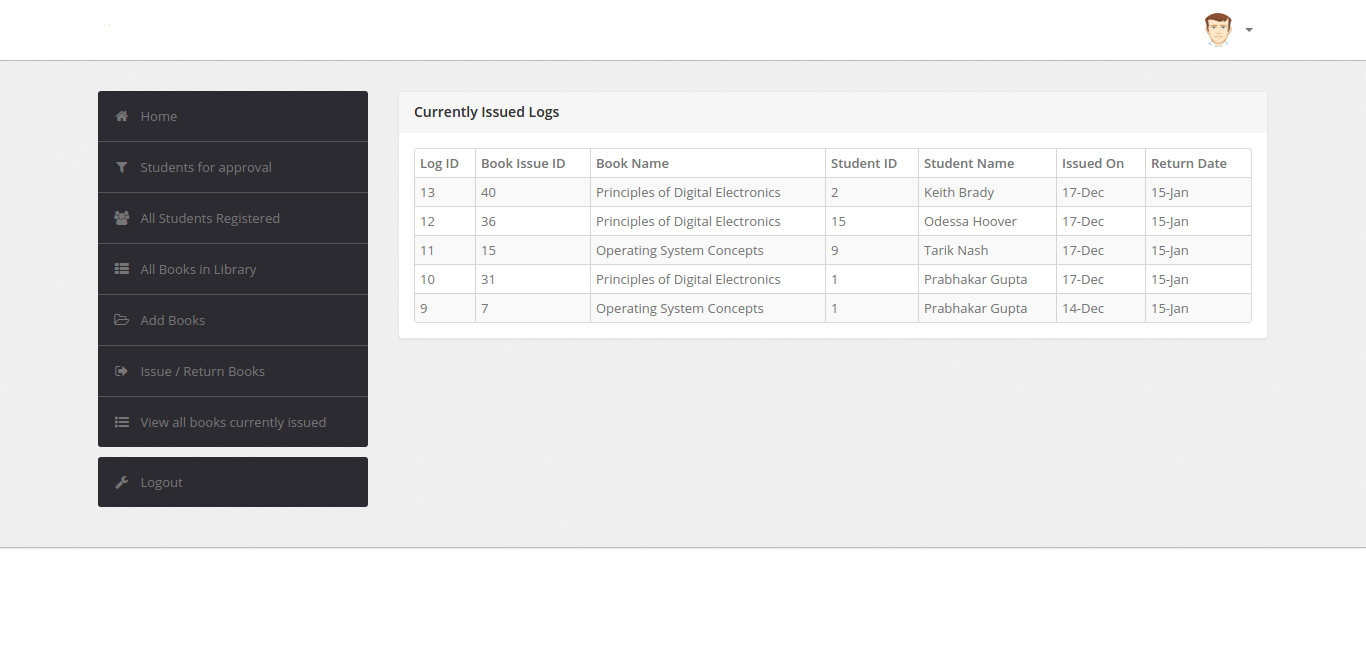 Home
Students for approval
All Students Registered
All Books in Library
Add Books
Issue / Return Books
View all books currently issued
Logout
Currently Issued Logs
Log ID Book Issue ID Book Name Student ID Student Name Issued On Return Date
13 40 Principles of Digital Electronics 2 Keith Brady 17-Dec 15-Jan
12 36 Principles of Digital Electronics 15 Odessa Hoover 17-Dec 15-Jan
11 15 Operating System Concepts 9 Tarik Nash 17-Dec 15-Jan
10 31 Principles of Digital Electronics 1 Prabhakar Gupta 17-Dec 15-Jan
9 7 Operating System Concepts 1 Prabhakar Gupta 14-Dec 15-Jan